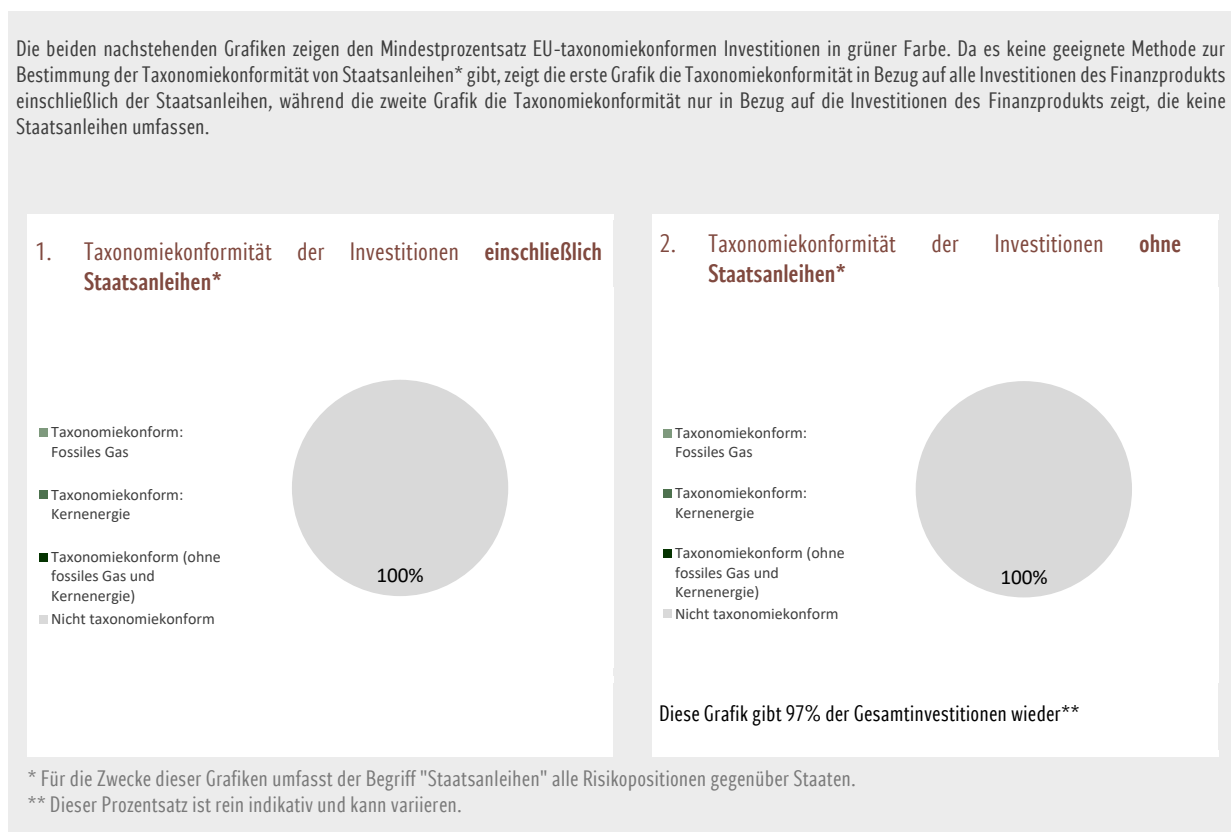 Die beiden nachstehenden Grafiken zeigen den Mindestprozentsatz EU-taxonomiekonformen Investitionen in grüner Farbe. Da es keine geeignete Methode zur
Bestimmung der Taxonomiekonformität von Staatsanleihen* gibt, zeigt die erste Grafik die Taxonomiekonformität in Bezug auf alle Investitionen des Finanzprodukts
einschließlich der Staatsanleihen, während die zweite Grafik die Taxonomiekonformität nur in Bezug auf die Investitionen des Finanzprodukts zeigt, die keine
Staatsanleihen umfassen.
1. Taxonomiekonformität der Investitionen einschließlich
Staatsanleihen*
Taxonomiekonform:
Fossiles Gas
Taxonomiekonform:
Kernenergie
Taxonomiekonform (ohne
fossiles Gas und
Kernenergie)
Nicht taxonomiekonform
100%
2. Taxonomiekonformität der Investitionen ohne
Staatsanleihen*
Taxonomiekonform:
Fossiles Gas
Taxonomiekonform:
Kernenergie
Taxonomiekonform (ohne
fossiles Gas und
Kernenergie)
Nicht taxonomiekonform
100%
Diese Grafik gibt 97% der Gesamtinvestitionen wieder**
* Für die Zwecke dieser Grafiken umfasst der Begriff "Staatsanleihen" alle Risikopositionen gegenüber Staaten.
** Dieser Prozentsatz ist rein indikativ und kann variieren.